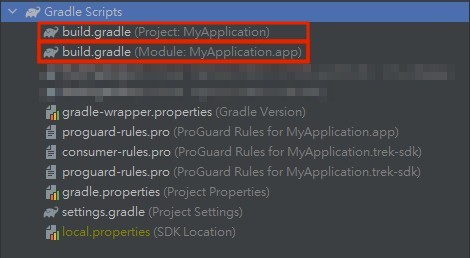 Gradle Scripts
build.gradle (Project: MyApplication)
build.gradle (Module: MyApplication.app)
gradle-wrapper.properties (Gradle Version)
proguard-rules.pro (ProGuard Rules for MyApplication.app)
consumer-rules.pro (ProGuard Rules for MyApplication.trek-sdk)
proguard-rules.pro (ProGuard Rules for MyApplication.trek-sdk)
gradle.properties (Project Properties)
settings.gradle (Project Settings)
local.properties (SDK Location)